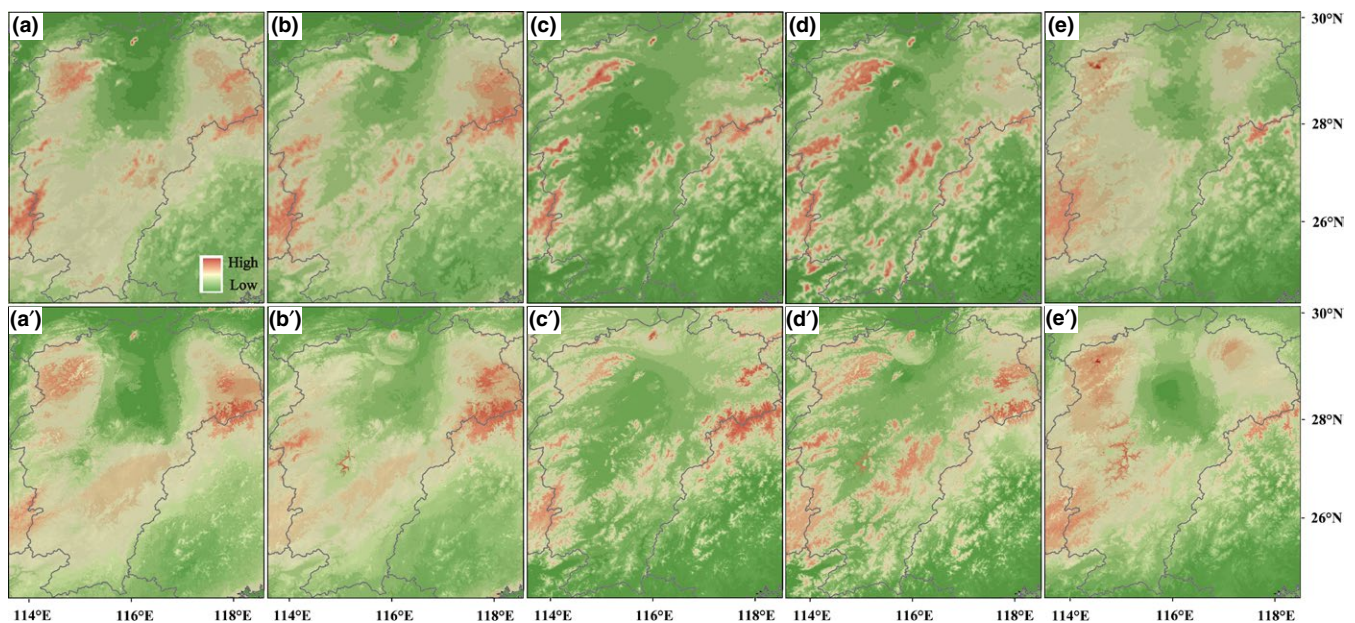 (a) (b) (c) (d) (e) 30°N
28°N
26°N
High
Low
(a′) (b′) (c′) (d′) (e′) 30°N
28°N
26°N
114°E 116°E 118°E 114°E 116°E 118°E 114°E 116°E 118°E 114°E 116°E 118°E 114°E 116°E 118°E